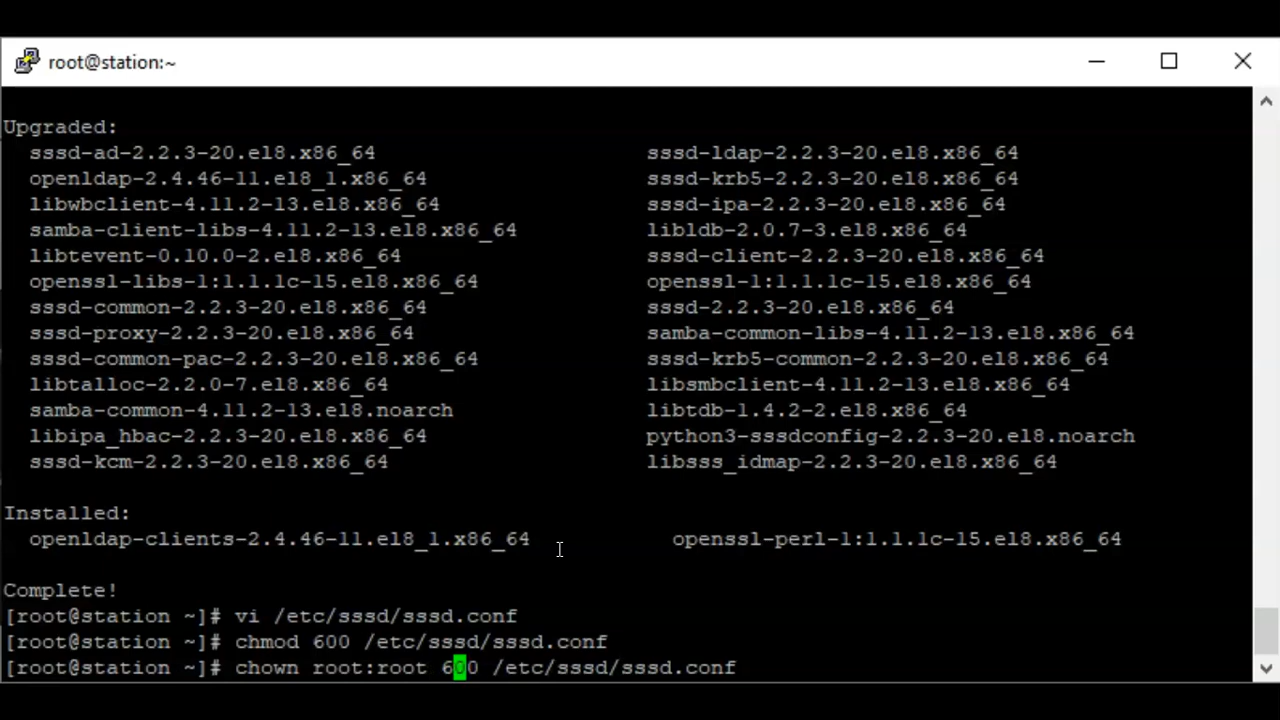 root@station:~
Upgraded:
sssd-ad-2.2.3-20.el8.x86_64 sssd-ldap-2.2.3-20.el8.x86_64
openldap-2.4.46-11.el8_1.x86_64 sssd-krb5-2.2.3-20.el8.x86_64
libwbclient-4.11.2-13.el8.x86_64 sssd-ipa-2.2.3-20.el8.x86_64
samba-client-libs-4.11.2-13.el8.x86_64 libldb-2.0.7-3.el8.x86_64
libtevent-0.10.0-2.el8.x86_64 sssd-client-2.2.3-20.el8.x86_64
openssl-libs-1:1.1.1c-15.el8.x86_64 openssl-1:1.1.1c-15.el8.x86_64
sssd-common-2.2.3-20.el8.x86_64 sssd-2.2.3-20.el8.x86_64
sssd-proxy-2.2.3-20.el8.x86_64 samba-common-libs-4.11.2-13.el8.x86_64
sssd-common-pac-2.2.3-20.el8.x86_64 sssd-krb5-common-2.2.3-20.el8.x86_64
libtalloc-2.2.0-7.el8.x86_64 libsmbclient-4.11.2-13.el8.x86_64
samba-common-4.11.2-13.el8.noarch libtdb-1.4.2-2.el8.x86_64
libipa_hbac-2.2.3-20.el8.x86_64 python3-sssdconfig-2.2.3-20.el8.noarch
sssd-kcm-2.2.3-20.el8.x86_64 libsss_idmap-2.2.3-20.el8.x86_64
Installed:
openldap-clients-2.4.46-11.el8_1.x86_64 openssl-perl-1:1.1.1c-15.el8.x86_64
Complete!
[root@station ~]# vi /etc/sssd/sssd.conf
[root@station ~]# chmod 600 /etc/sssd/sssd.conf
[root@station ~]# chown root:root 600 /etc/sssd/sssd.conf